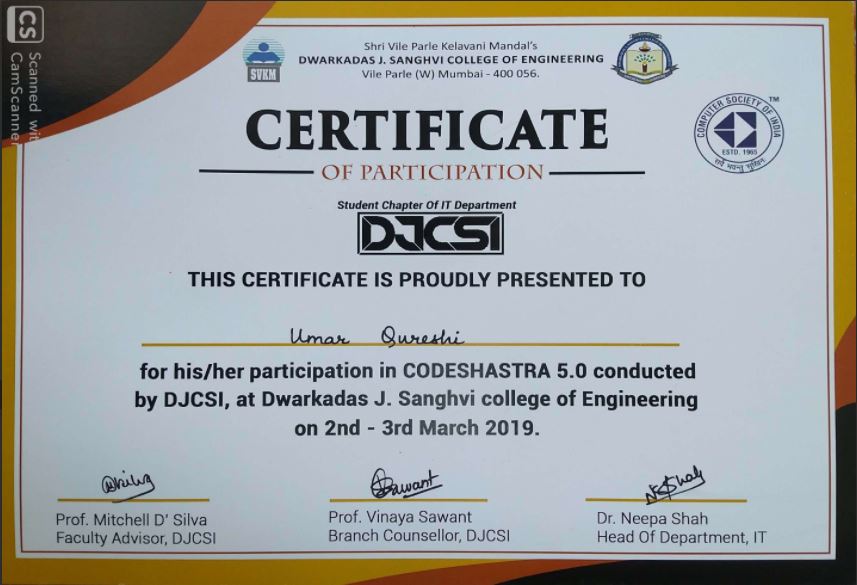 CS
Scanned with
CamScanner
SVKM
Shri Vile Parle Kelavani Mandal's
DWARKADAS J. SANGHVI COLLEGE OF ENGINEERING
Vile Parle (W) Mumbai - 400 056.
COMPUTER SOCIETY OF INDIA
TM
ESTD. 1965
CERTIFICATE
OF PARTICIPATION
Student Chapter Of IT Department
DJCSI
THIS CERTIFICATE IS PROUDLY PRESENTED TO
Umar Qureshi
for his/her participation in CODESHASTRA 5.0 conducted
by DJCSI, at Dwarkadas J. Sanghvi college of Engineering
on 2nd - 3rd March 2019.
Sawant
NSShah
Prof. Mitchell D' Silva
Faculty Advisor, DJCSI
Prof. Vinaya Sawant
Branch Counsellor, DJCSI
Dr. Neepa Shah
Head Of Department, IT